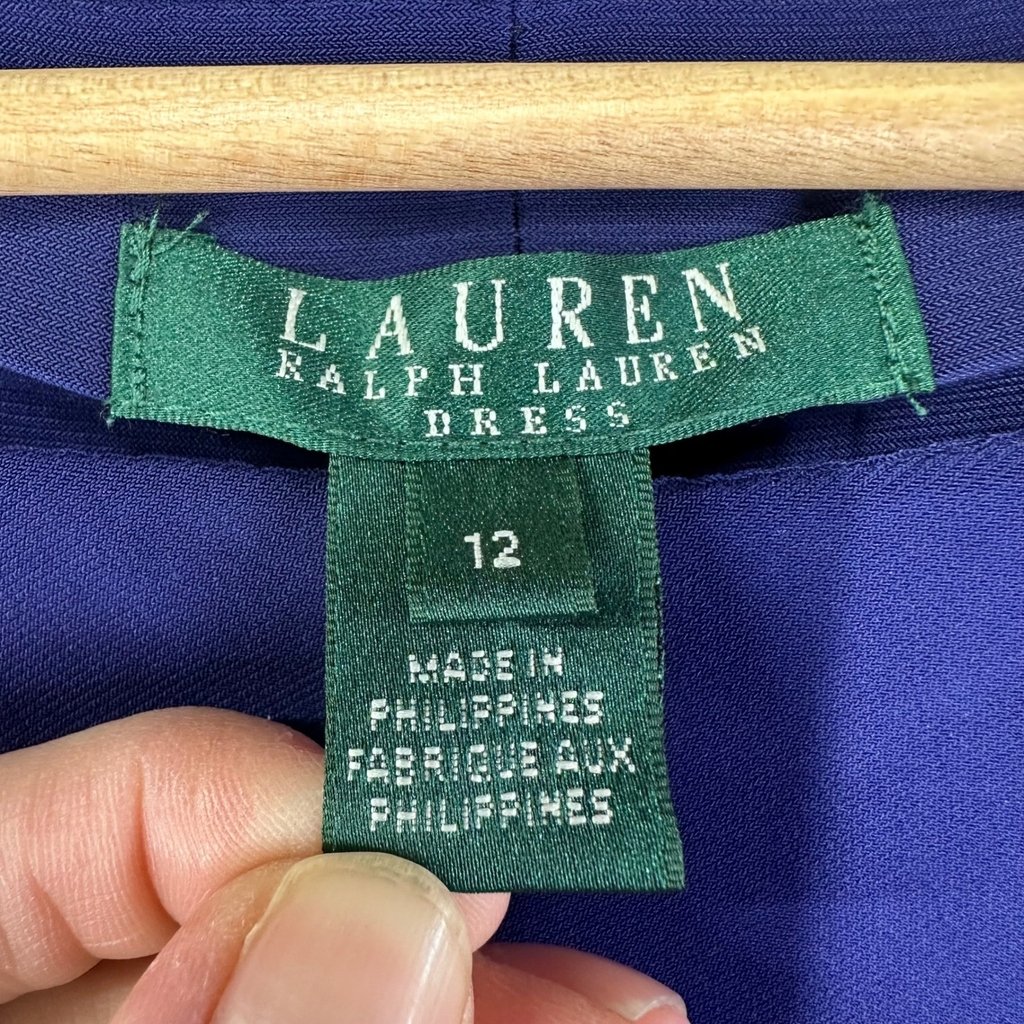 LAUREN
RALPH LAUREN
DRESS
12
MADE IN
PHILIPPINES
FABRIQUE AUX
PHILIPPINES